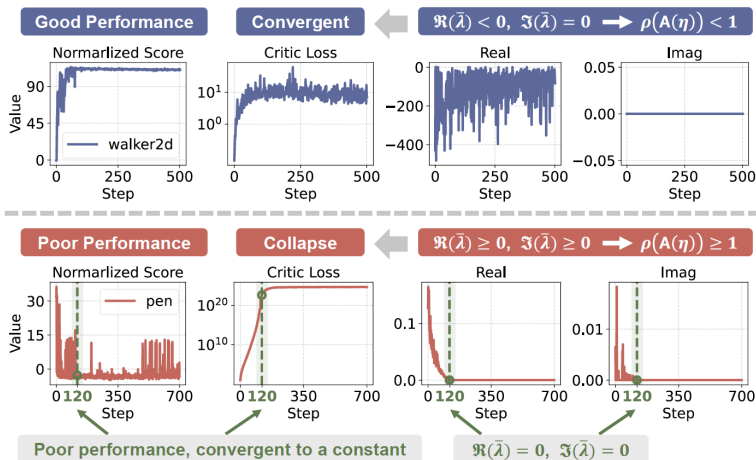 Good Performance
Convergent
ℜ(λ̄) < 0, ℑ(λ̄) = 0 → ρ(A(η)) < 1
Normarlized Score
Critic Loss
Real
Imag
Value
90
45
0
walker2d
10¹
10⁰
0
−200
−400
0.05
0.00
−0.05
0 250 500
0 250 500
0 250 500
0 250 500
Step
Step
Step
Step
Poor Performance
Collapse
ℜ(λ̄) ≥ 0, ℑ(λ̄) ≥ 0 → ρ(A(η)) ≥ 1
Normarlized Score
Critic Loss
Real
Imag
Value
30
15
0
pen
10²⁰
10¹⁰
0.1
0.0
0.01
0.00
0 120 350 700
0 120 350 700
0 120 350 700
0 120 350 700
Step
Step
Step
Step
Poor performance, convergent to a constant
ℜ(λ̄) = 0, ℑ(λ̄) = 0